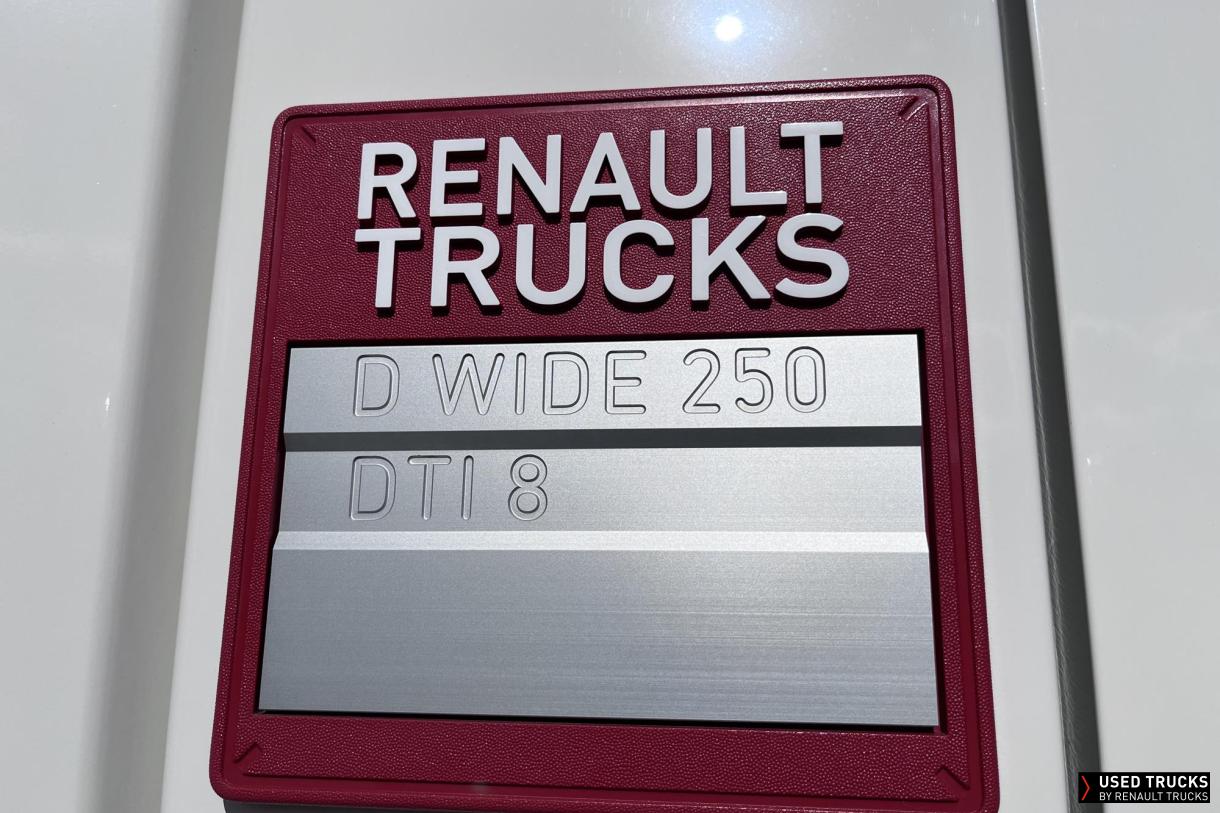 RENAULT
TRUCKS
D WIDE 250
DTI 8
USED TRUCKS
BY RENAULT TRUCKS